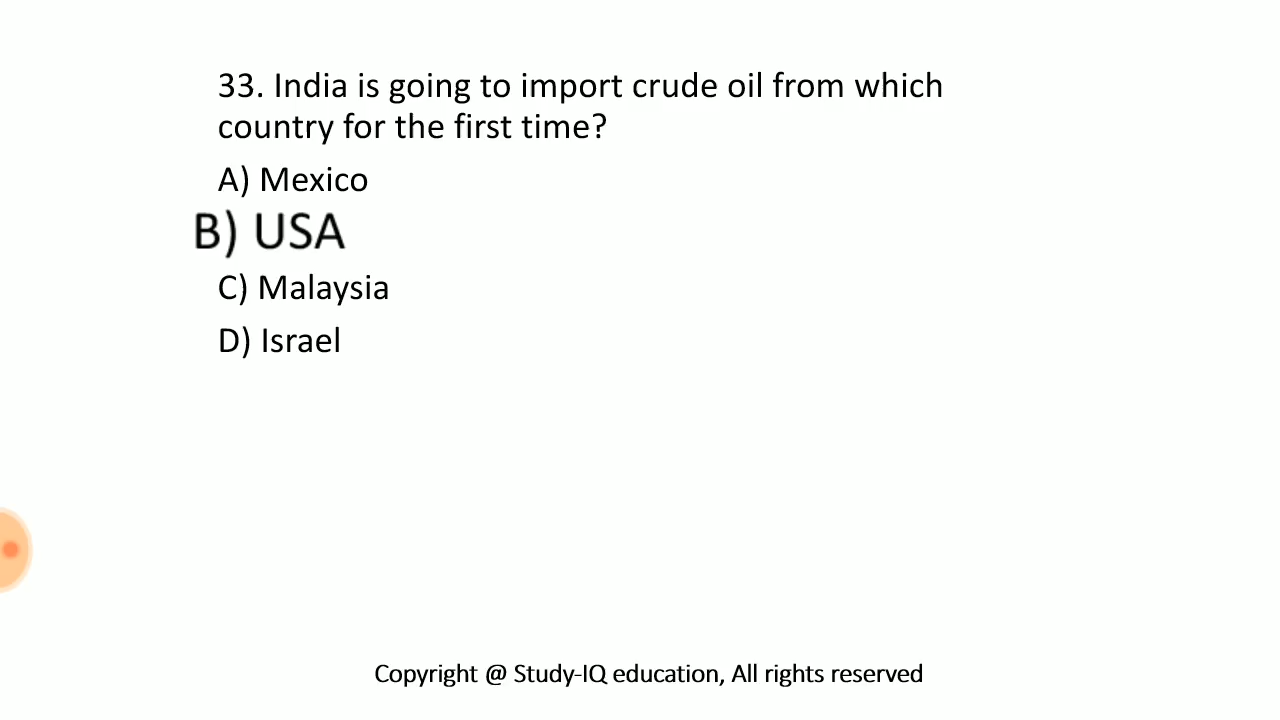 33. India is going to import crude oil from which
country for the first time?
A) Mexico
B) USA
C) Malaysia
D) Israel
Copyright @ Study-IQ education, All rights reserved